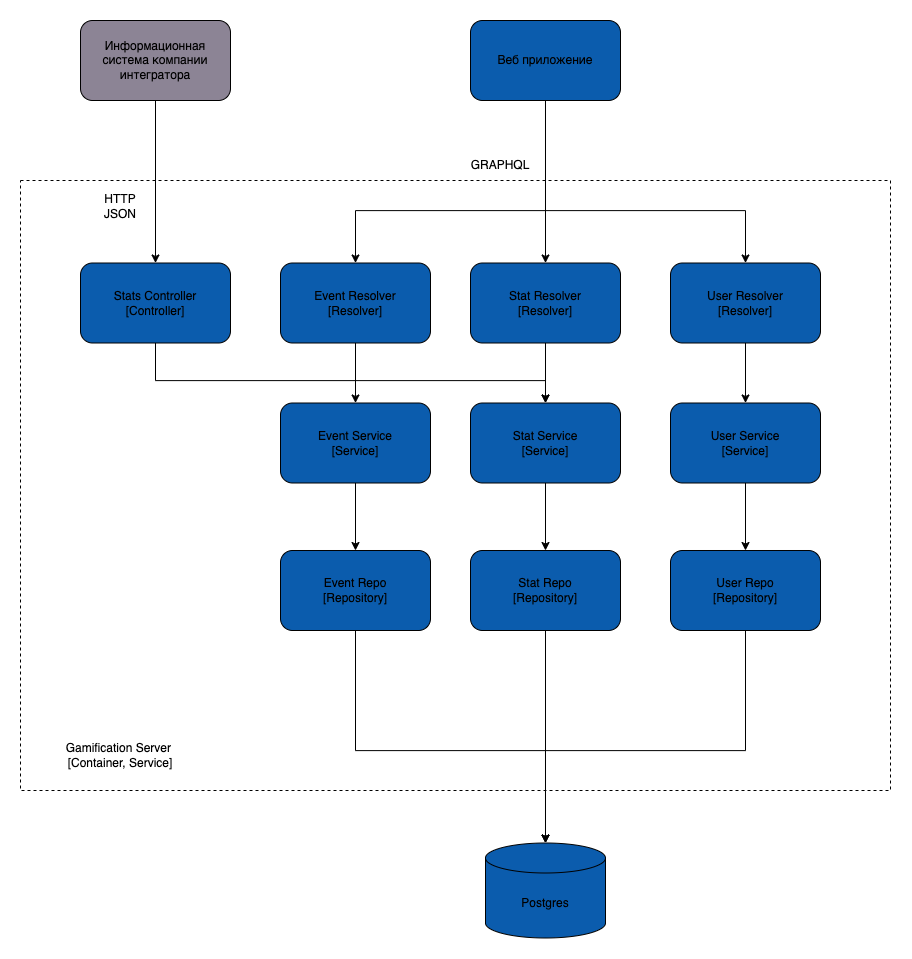 Информационная
система компании
интегратора
Веб приложение
GRAPHQL
HTTP
JSON
Stats Controller
[Controller]
Event Resolver
[Resolver]
Stat Resolver
[Resolver]
User Resolver
[Resolver]
Event Service
[Service]
Stat Service
[Service]
User Service
[Service]
Event Repo
[Repository]
Stat Repo
[Repository]
User Repo
[Repository]
Gamification Server
[Container, Service]
Postgres